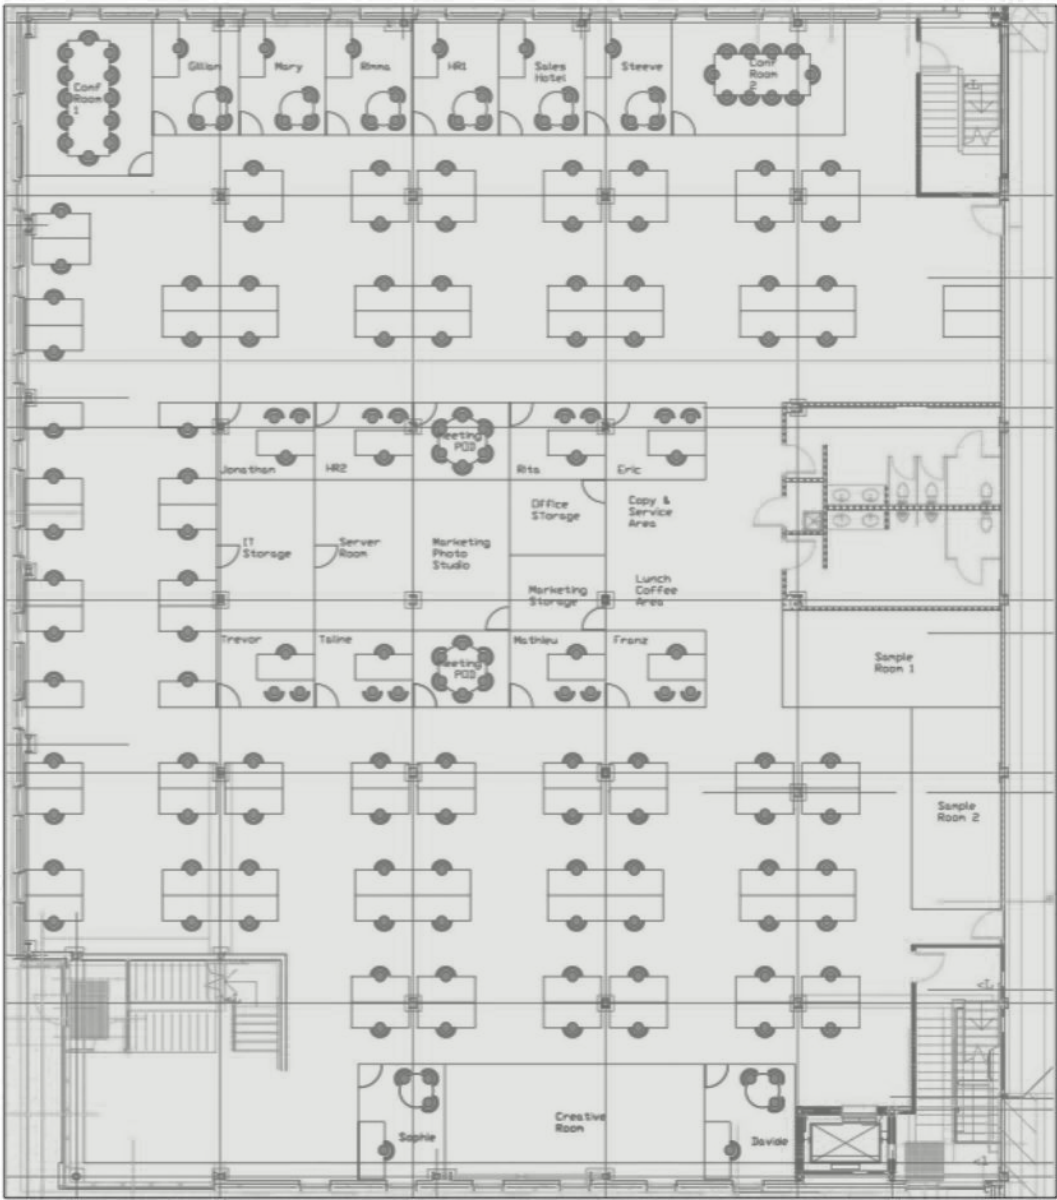 Conf
Room
1
Gillian
Mary
Rimma
HR1
Sales
Hotel
Steeve
Conf
Room
2
Jonathan
HR2
Meeting
POD
Rita
Eric
Office
Storage
Copy &
Service
Area
IT
Storage
Server
Room
Marketing
Photo
Studio
Marketing
Storage
Lunch
Coffee
Area
Trevor
Taline
Meeting
POD
Mathieu
Franz
Sample
Room 1
Sample
Room 2
Sophie
Creative
Room
Davide